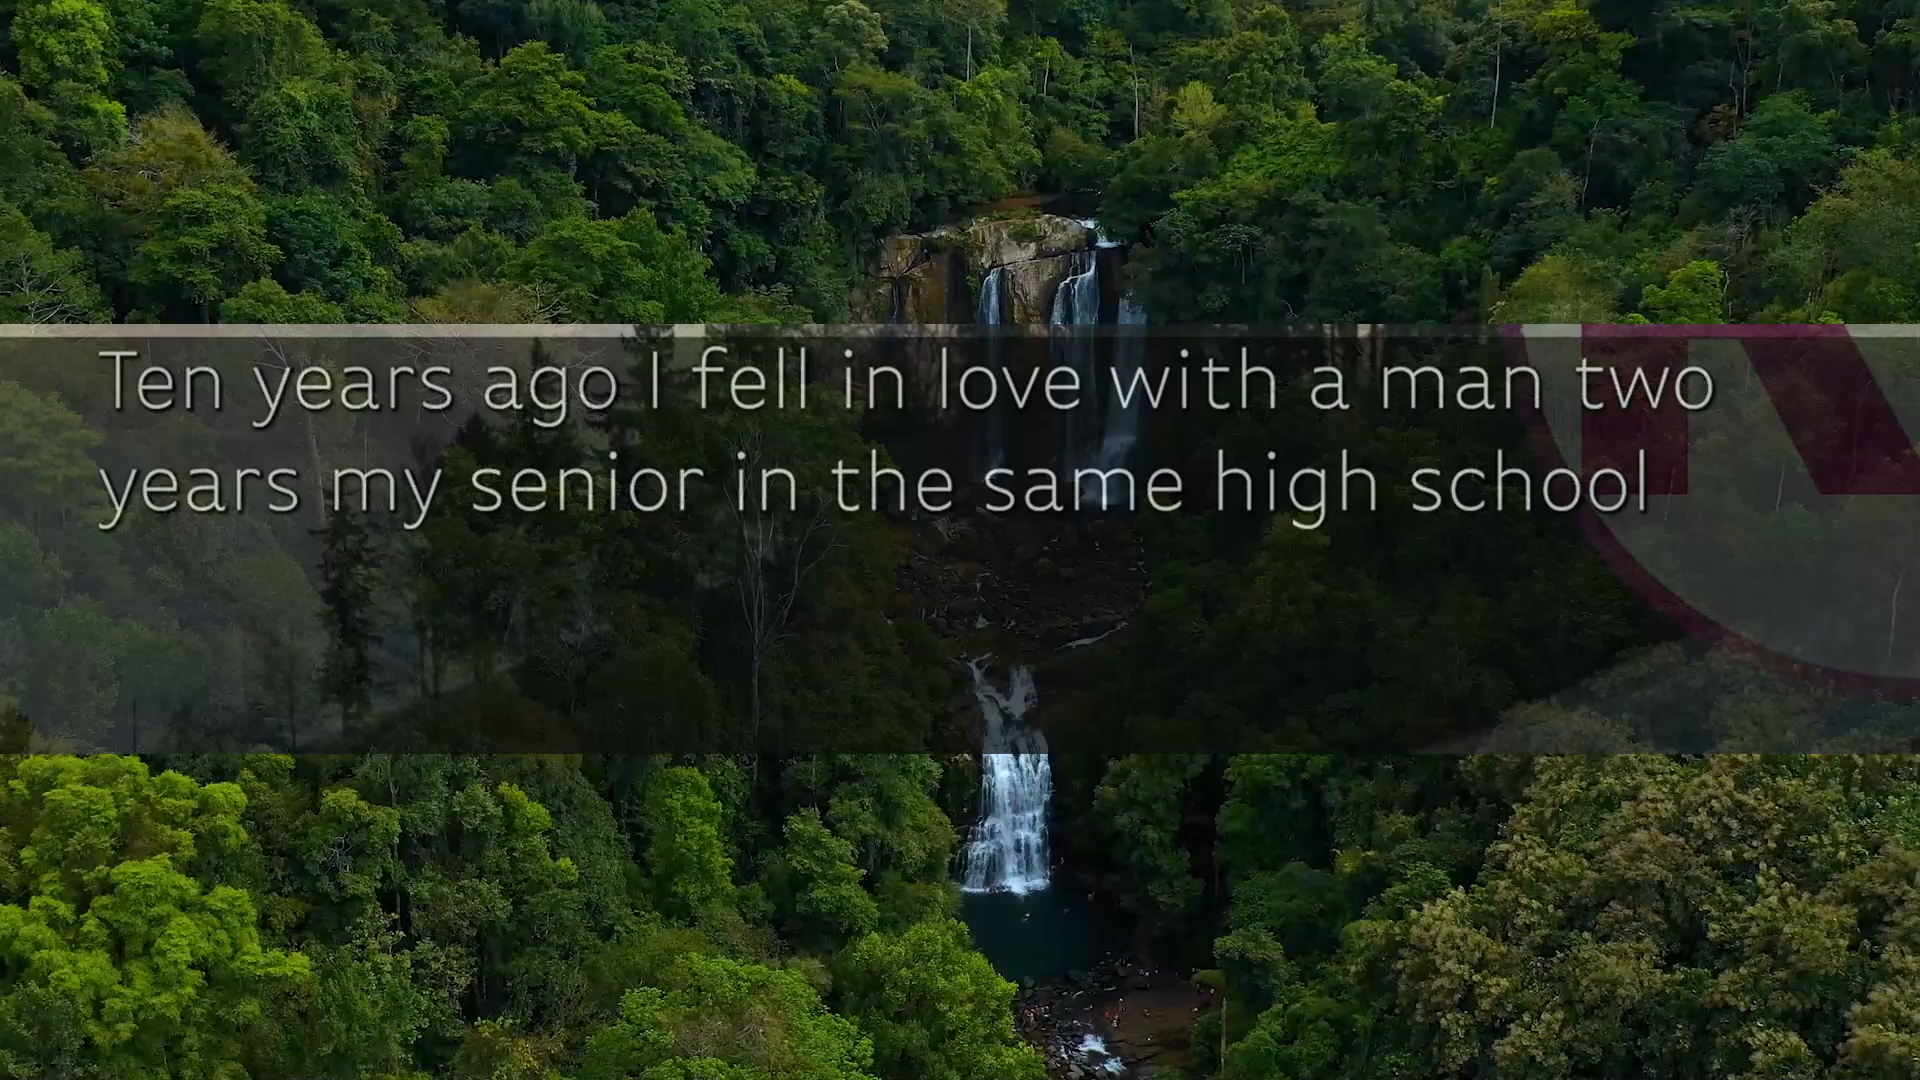 Ten years ago I fell in love with a man two
years my senior in the same high school